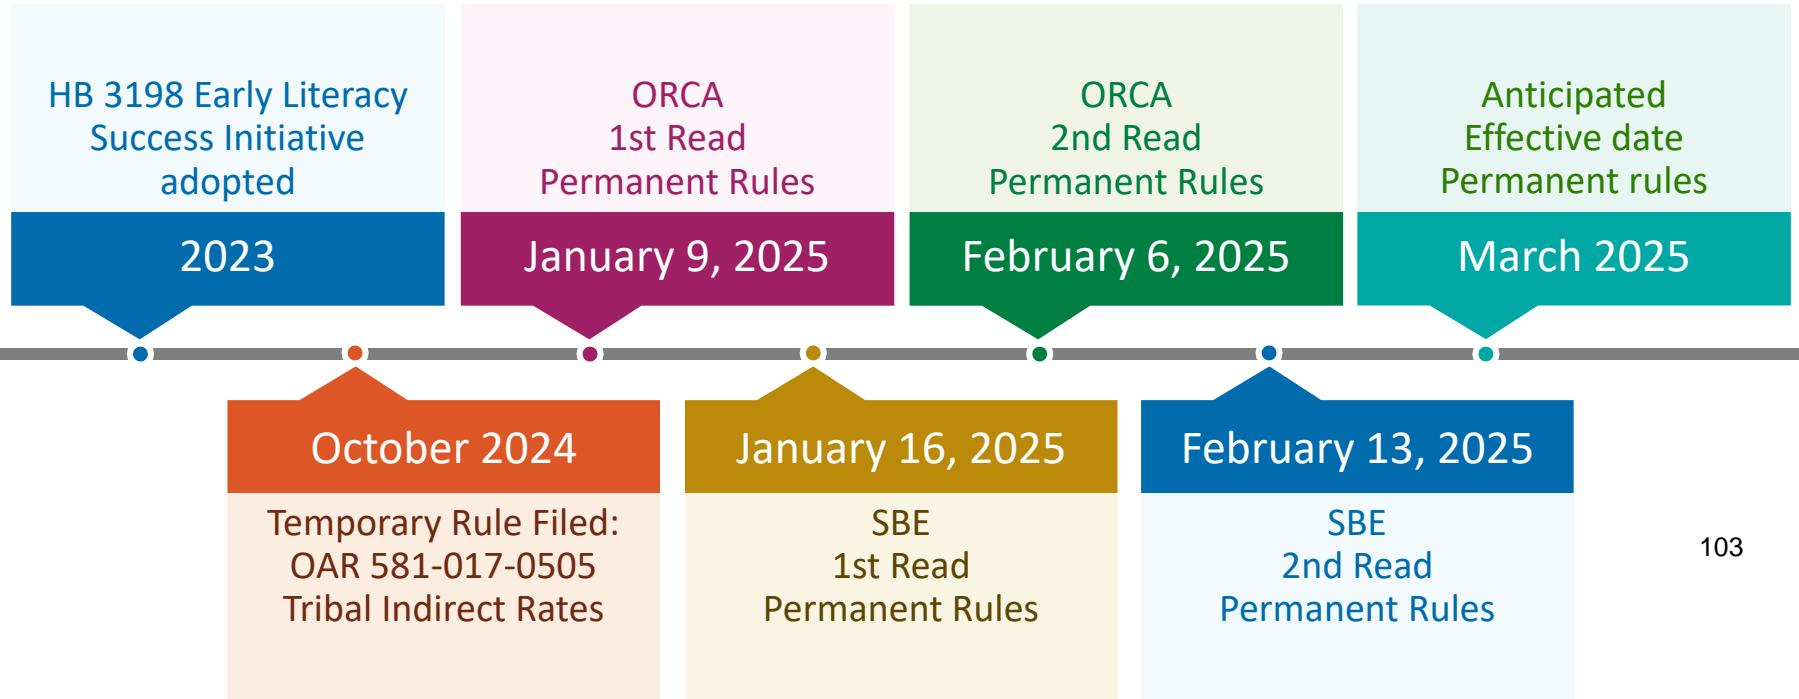 HB 3198 Early Literacy
Success Initiative
adopted
2023
ORCA
1st Read
Permanent Rules
January 9, 2025
ORCA
2nd Read
Permanent Rules
February 6, 2025
Anticipated
Effective date
Permanent rules
March 2025
October 2024
Temporary Rule Filed:
OAR 581-017-0505
Tribal Indirect Rates
January 16, 2025
SBE
1st Read
Permanent Rules
February 13, 2025
SBE
2nd Read
Permanent Rules
103